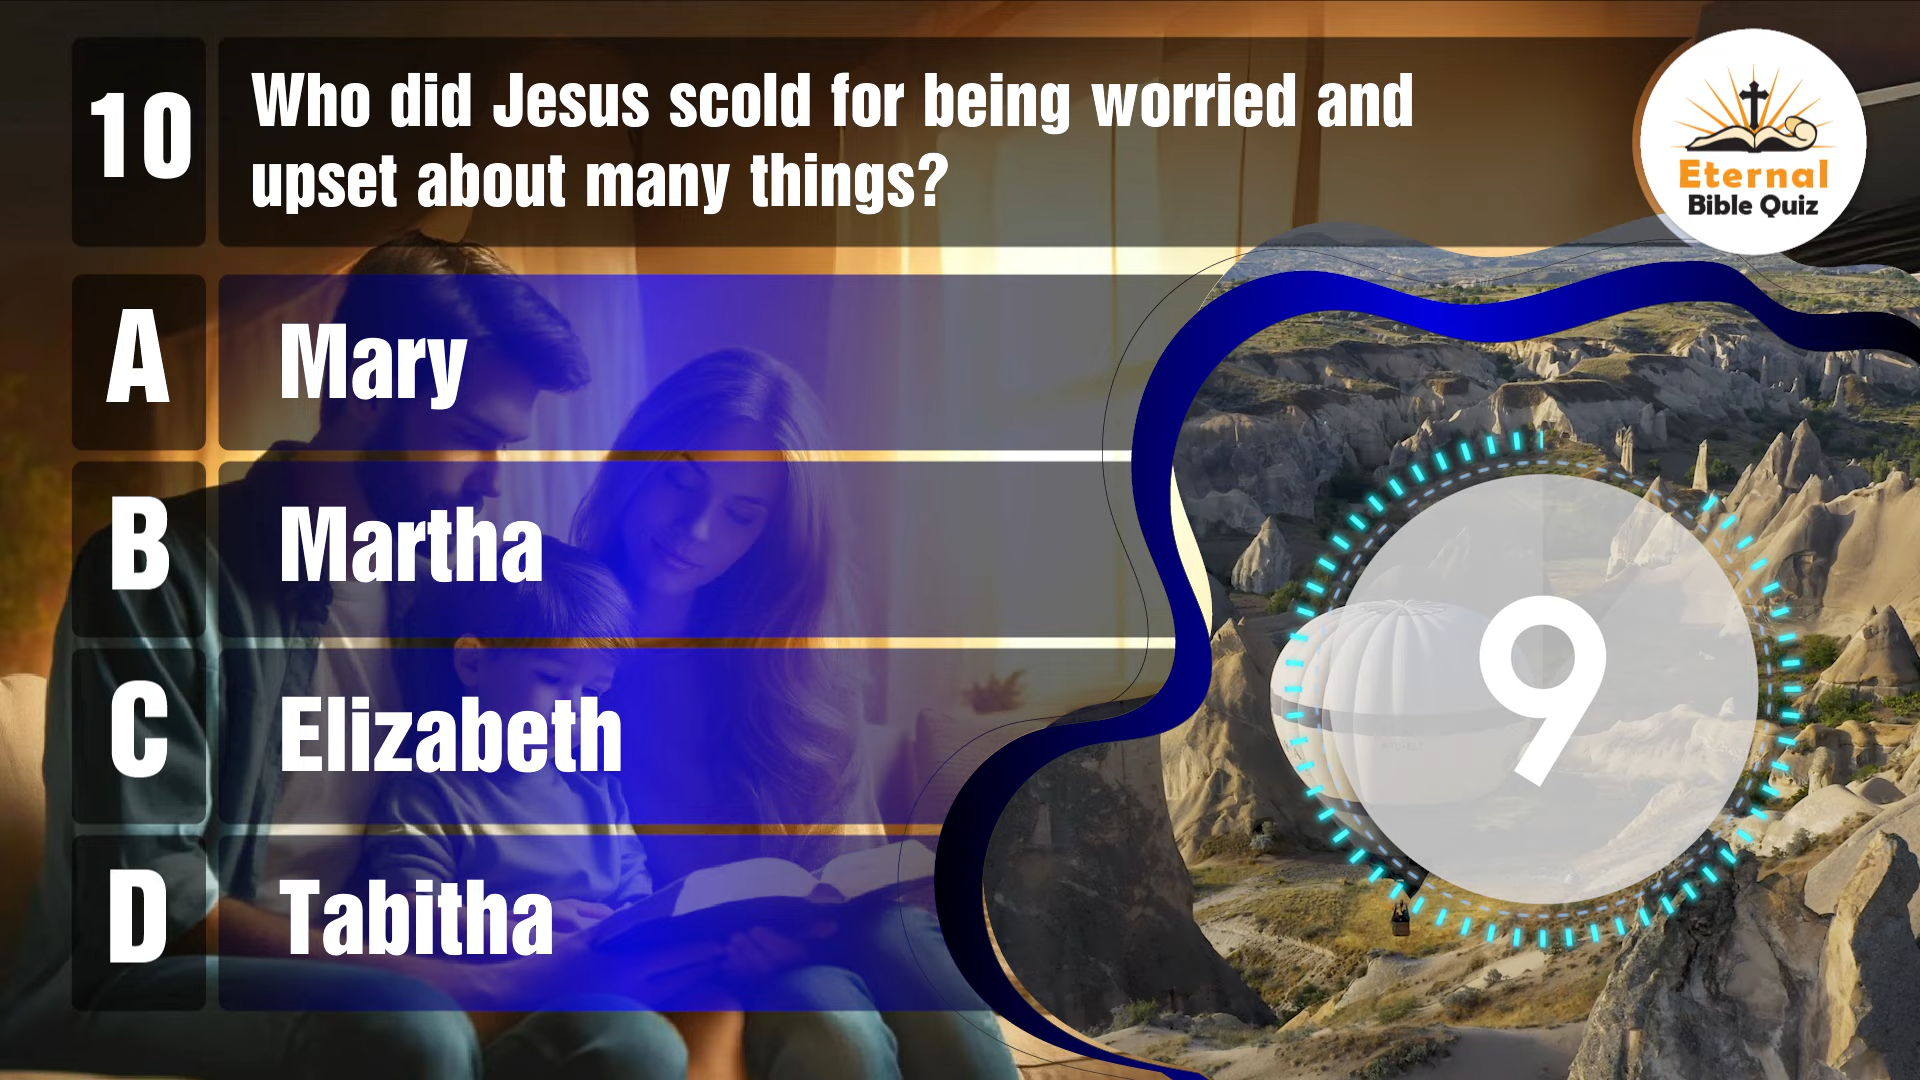 10
Who did Jesus scold for being worried and
upset about many things?
Eternal
Bible Quiz
A
Mary
B
Martha
C
Elizabeth
D
Tabitha
9